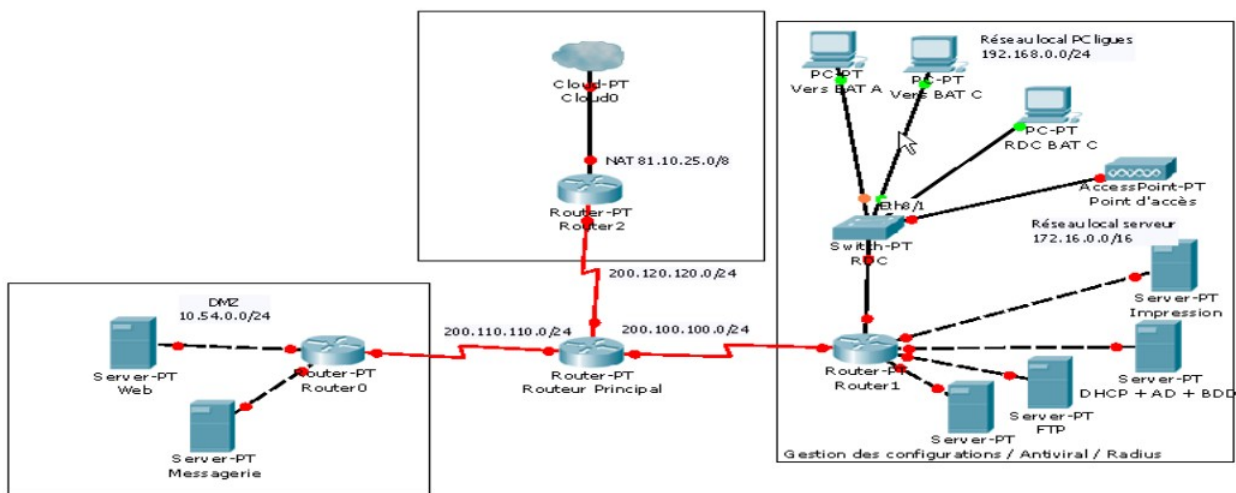 Cloud-PT
Cloud0
NAT 81.10.25.0/8
Router-PT
Router2
200.120.120.0/24
DMZ
10.54.0.0/24
Server-PT
Web
Router-PT
Router0
Server-PT
Messagerie
200.110.110.0/24
200.100.100.0/24
Router-PT
Routeur Principal
Réseau local PC ligues
192.168.0.0/24
PC-PT
Vers BAT A
PC-PT
Vers BAT C
PC-PT
RDC BAT C
AccessPoint-PT
Point d'accès
Eth8/1
Switch-PT
RDC
Réseau local serveur
172.16.0.0/16
Server-PT
Impression
Router-PT
Router1
Server-PT
DHCP + AD + BDD
Server-PT
FTP
Server-PT
Gestion des configurations / Antiviral / Radius